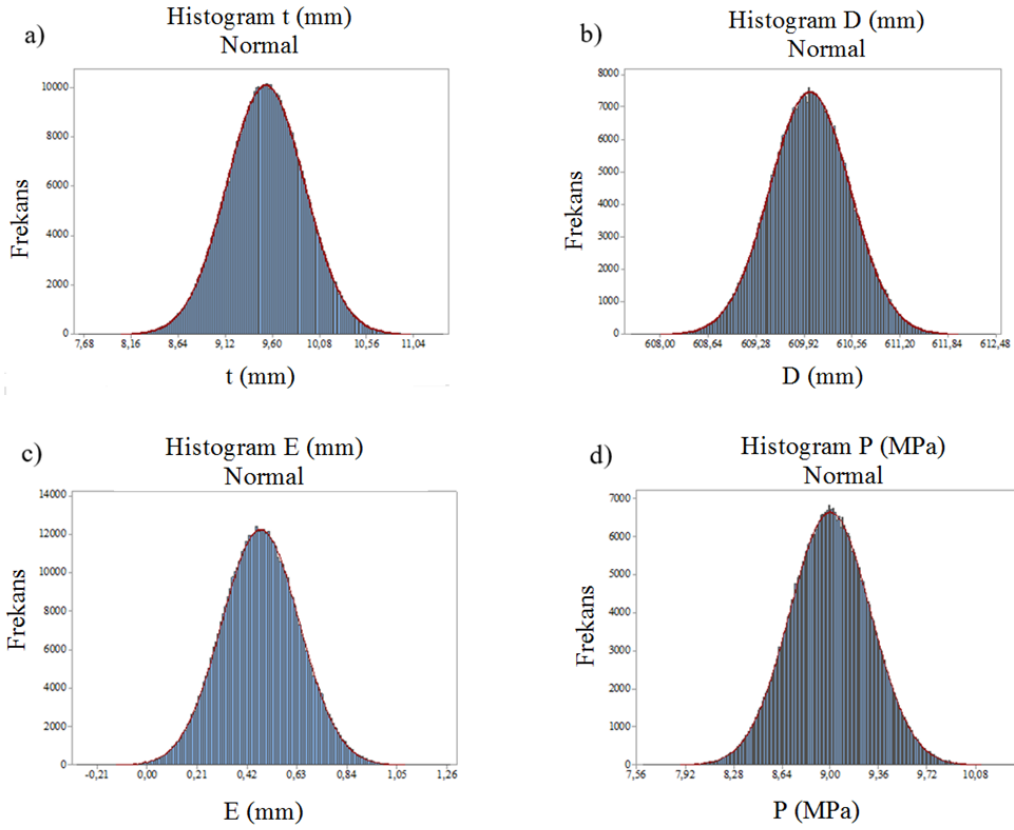 a)
Histogram t (mm)
Normal
Frekans
10000
8000
6000
4000
2000
0
7,68 8,16 8,64 9,12 9,60 10,08 10,56 11,04
t (mm)
b)
Histogram D (mm)
Normal
Frekans
8000
7000
6000
5000
4000
3000
2000
1000
0
608,00 608,64 609,28 609,92 610,56 611,20 611,84 612,48
D (mm)
c)
Histogram E (mm)
Normal
Frekans
14000
12000
10000
8000
6000
4000
2000
0
-0,21 0,00 0,21 0,42 0,63 0,84 1,05 1,26
E (mm)
d)
Histogram P (MPa)
Normal
Frekans
7000
6000
5000
4000
3000
2000
1000
0
7,56 7,92 8,28 8,64 9,00 9,36 9,72 10,08
P (MPa)